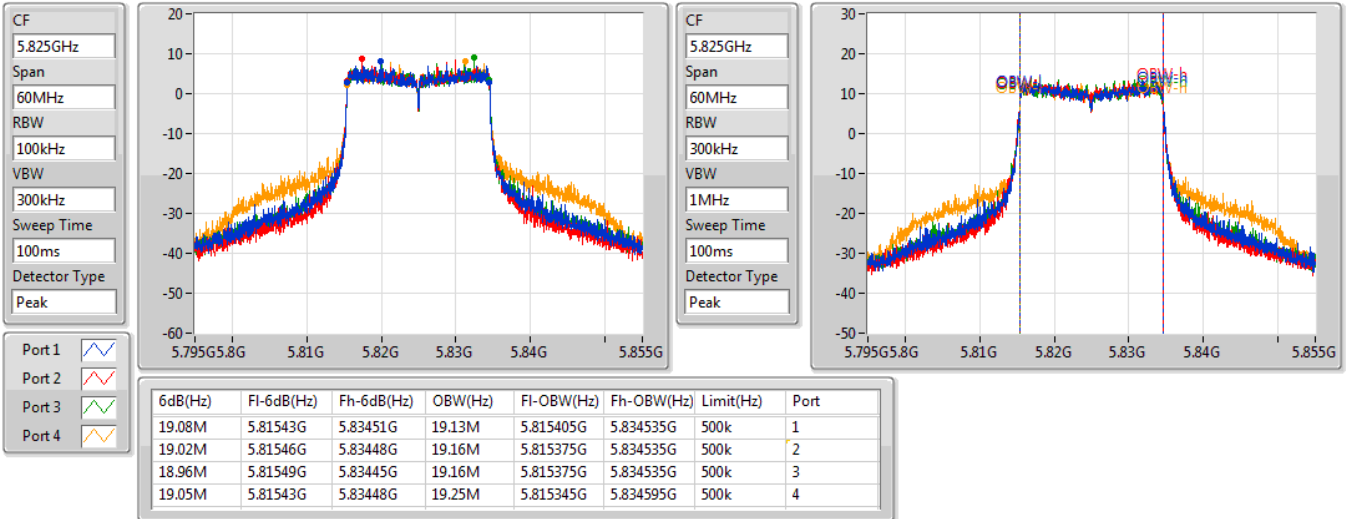 CF
5.825GHz
Span
60MHz
RBW
100kHz
VBW
300kHz
Sweep Time
100ms
Detector Type
Peak
20
10
0
-10
-20
-30
-40
-50
-60
5.795G 5.8G 5.81G 5.82G 5.83G 5.84G 5.855G
CF
5.825GHz
Span
60MHz
RBW
300kHz
VBW
1MHz
Sweep Time
100ms
Detector Type
Peak
30
20
10
0
-10
-20
-30
-40
-50
OBW-h
5.795G 5.8G 5.81G 5.82G 5.83G 5.84G 5.855G
Port 1
Port 2
Port 3
Port 4
6dB(Hz) Fl-6dB(Hz) Fh-6dB(Hz) OBW(Hz) Fl-OBW(Hz) Fh-OBW(Hz) Limit(Hz) Port
19.08M 5.81543G 5.83451G 19.13M 5.815405G 5.834535G 500k 1
19.02M 5.81546G 5.83448G 19.16M 5.815375G 5.834535G 500k 2
18.96M 5.81549G 5.83445G 19.16M 5.815375G 5.834535G 500k 3
19.05M 5.81543G 5.83448G 19.25M 5.815345G 5.834595G 500k 4